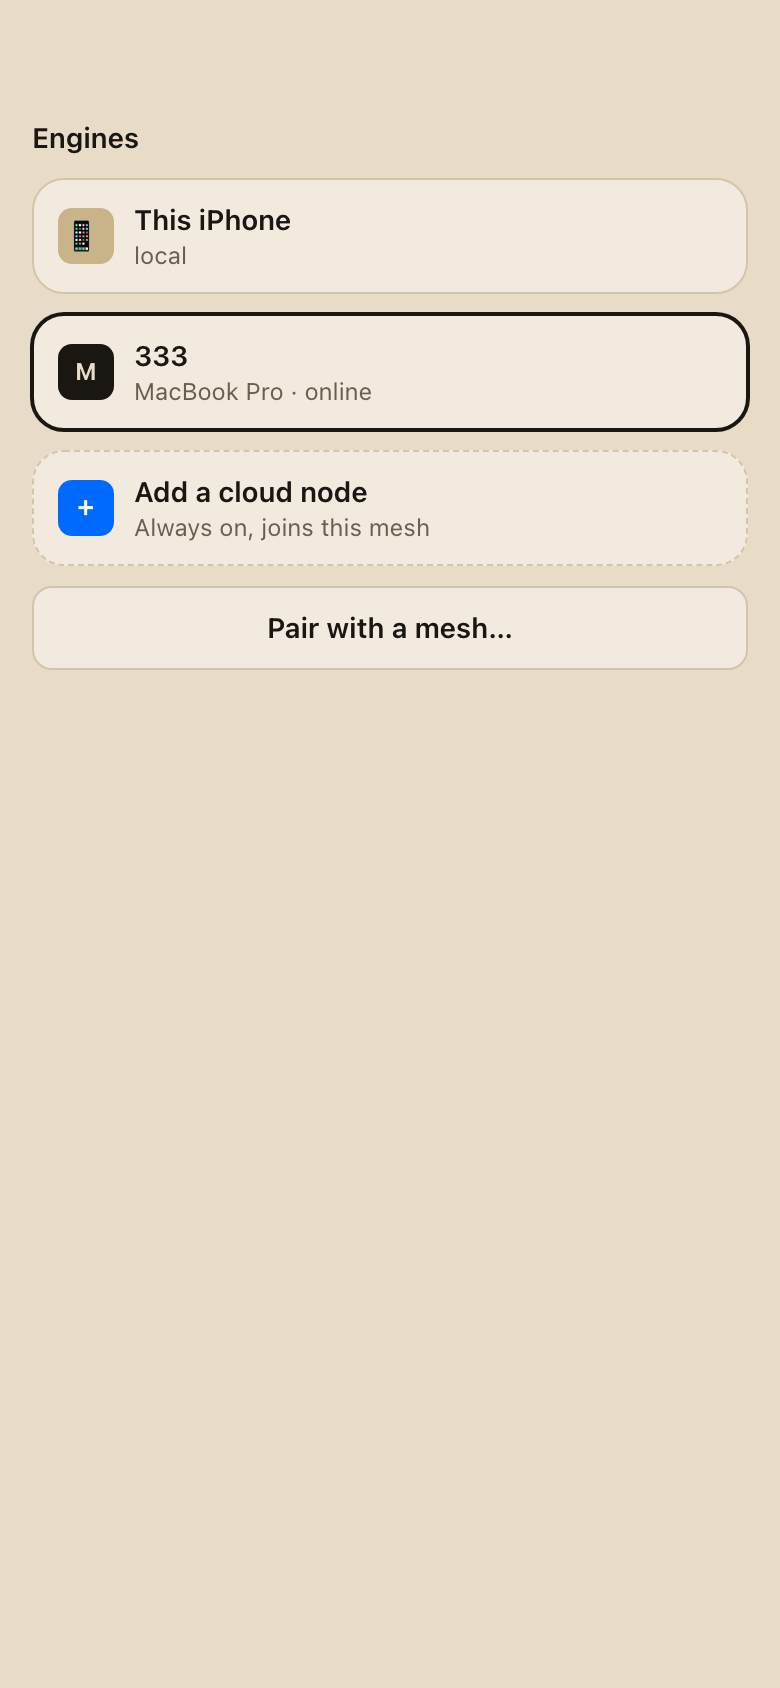 Engines
This iPhone
local
M
333
MacBook Pro · online
+
Add a cloud node
Always on, joins this mesh
Pair with a mesh...